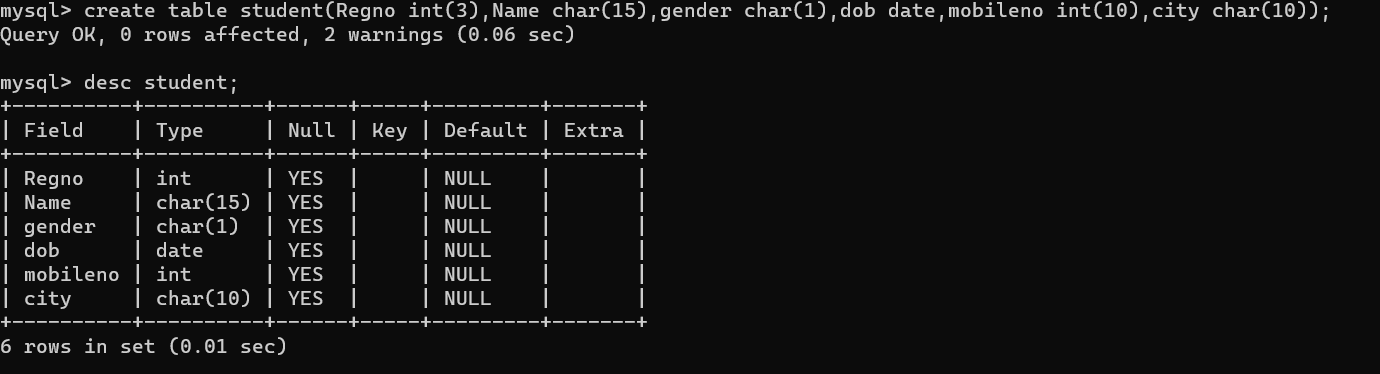 mysql> create table student(Regno int(3),Name char(15),gender char(1),dob date,mobileno int(10),city char(10));
Query OK, 0 rows affected, 2 warnings (0.06 sec)

mysql> desc student;
+----------+----------+------+-----+---------+-------+
| Field    | Type     | Null | Key | Default | Extra |
+----------+----------+------+-----+---------+-------+
| Regno    | int      | YES  |     | NULL    |       |
| Name     | char(15) | YES  |     | NULL    |       |
| gender   | char(1)  | YES  |     | NULL    |       |
| dob      | date     | YES  |     | NULL    |       |
| mobileno | int      | YES  |     | NULL    |       |
| city     | char(10) | YES  |     | NULL    |       |
+----------+----------+------+-----+---------+-------+
6 rows in set (0.01 sec)